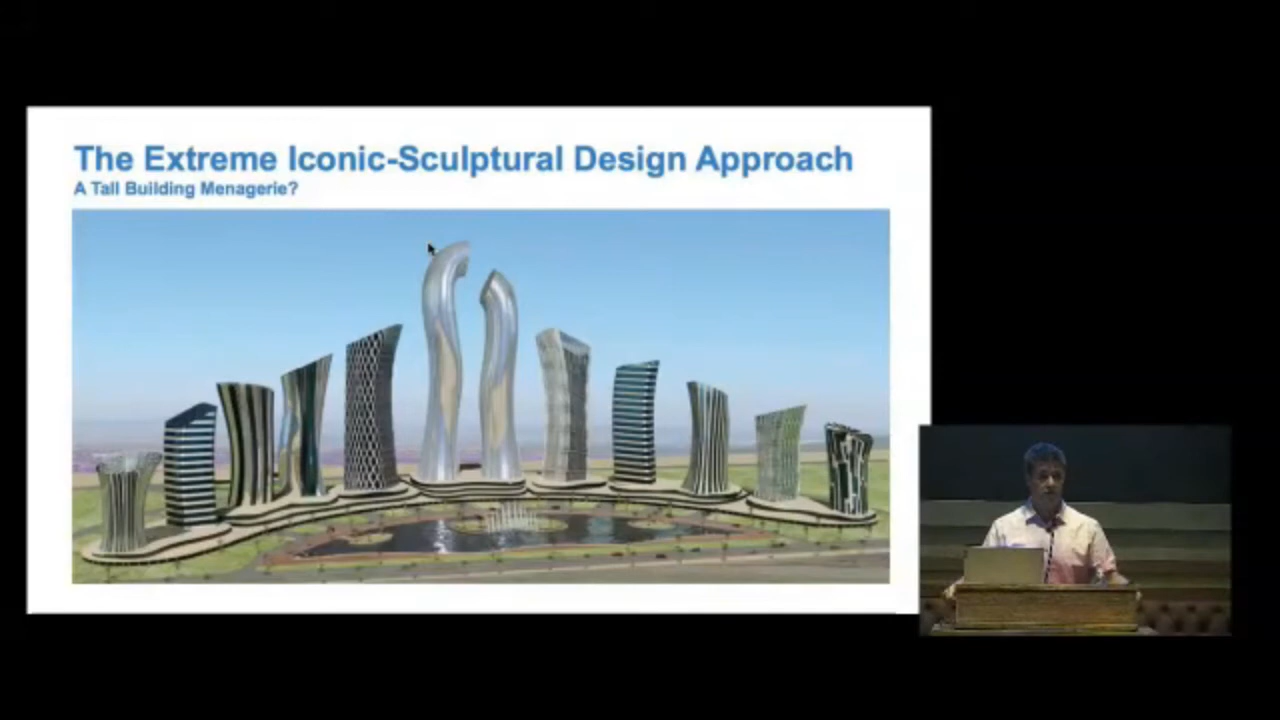 The Extreme Iconic-Sculptural Design Approach
A Tall Building Menagerie?